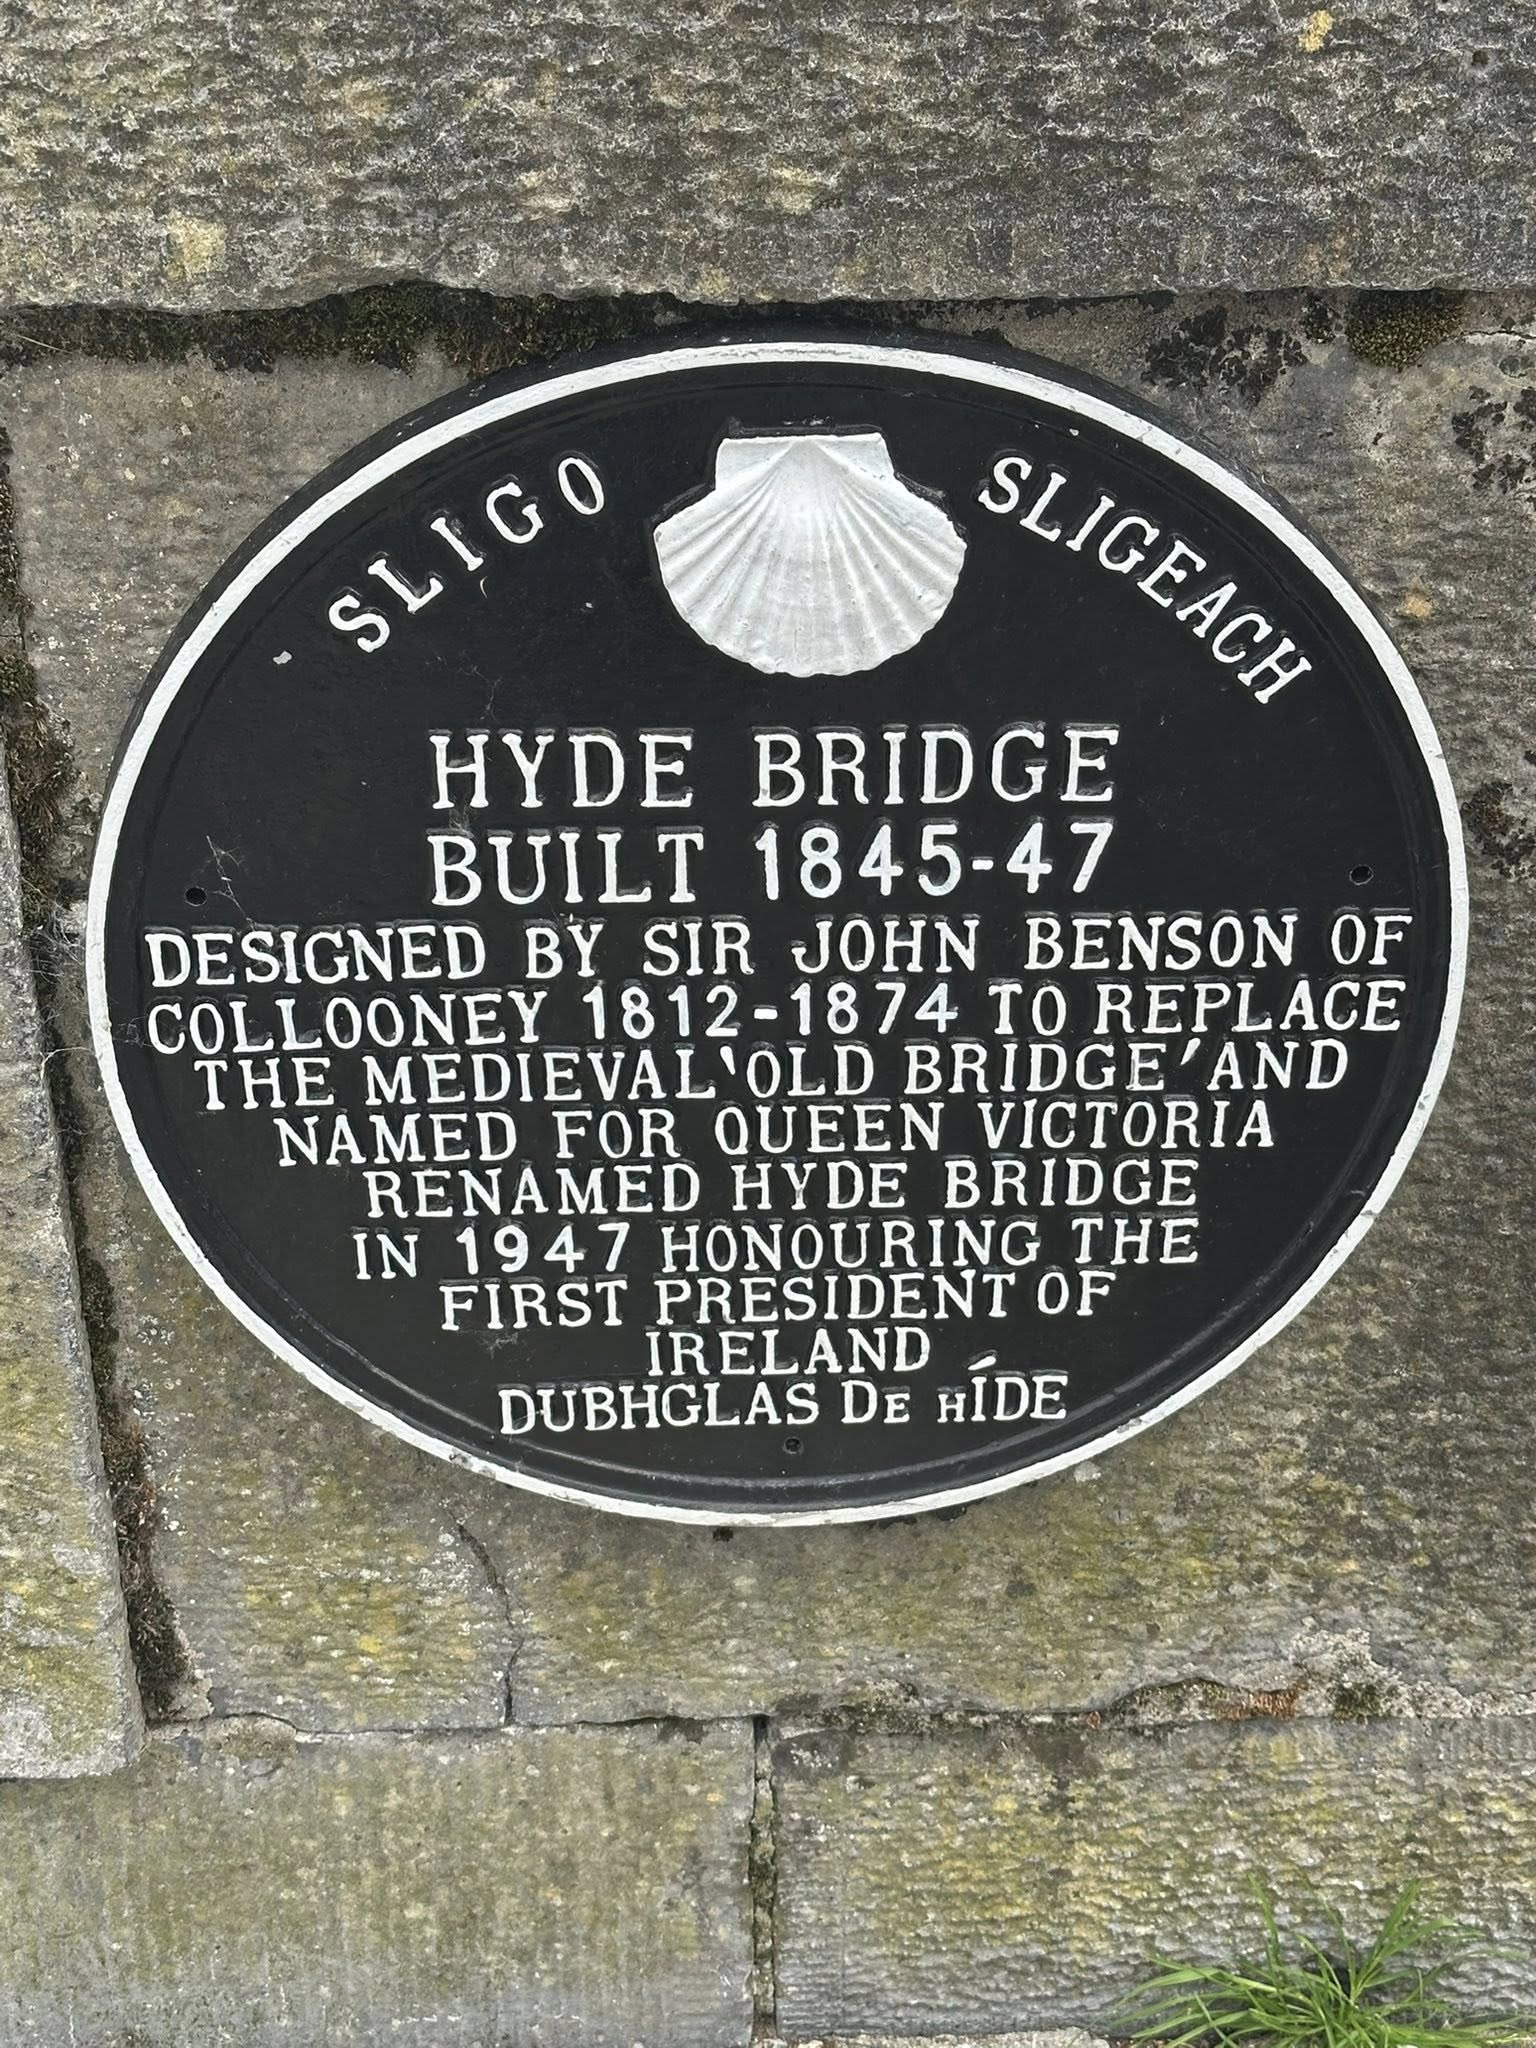 SLIGO SLIGEACH
HYDE BRIDGE
BUILT 1845-47
DESIGNED BY SIR JOHN BENSON OF
COLLOONEY 1812-1874 TO REPLACE
THE MEDIEVAL 'OLD BRIDGE' AND
NAMED FOR QUEEN VICTORIA
RENAMED HYDE BRIDGE
IN 1947 HONOURING THE
FIRST PRESIDENT OF
IRELAND
DUBHGLAS DE HÍDE